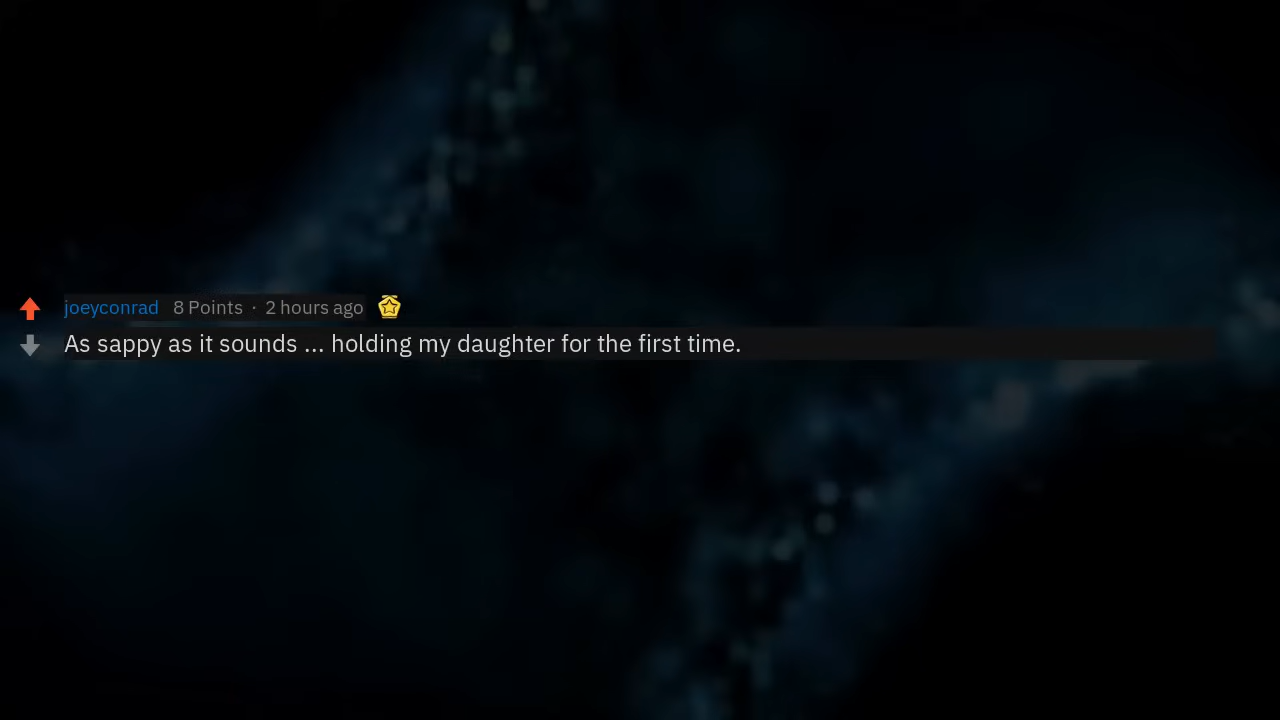 joeyconrad 8 Points · 2 hours ago
As sappy as it sounds ... holding my daughter for the first time.